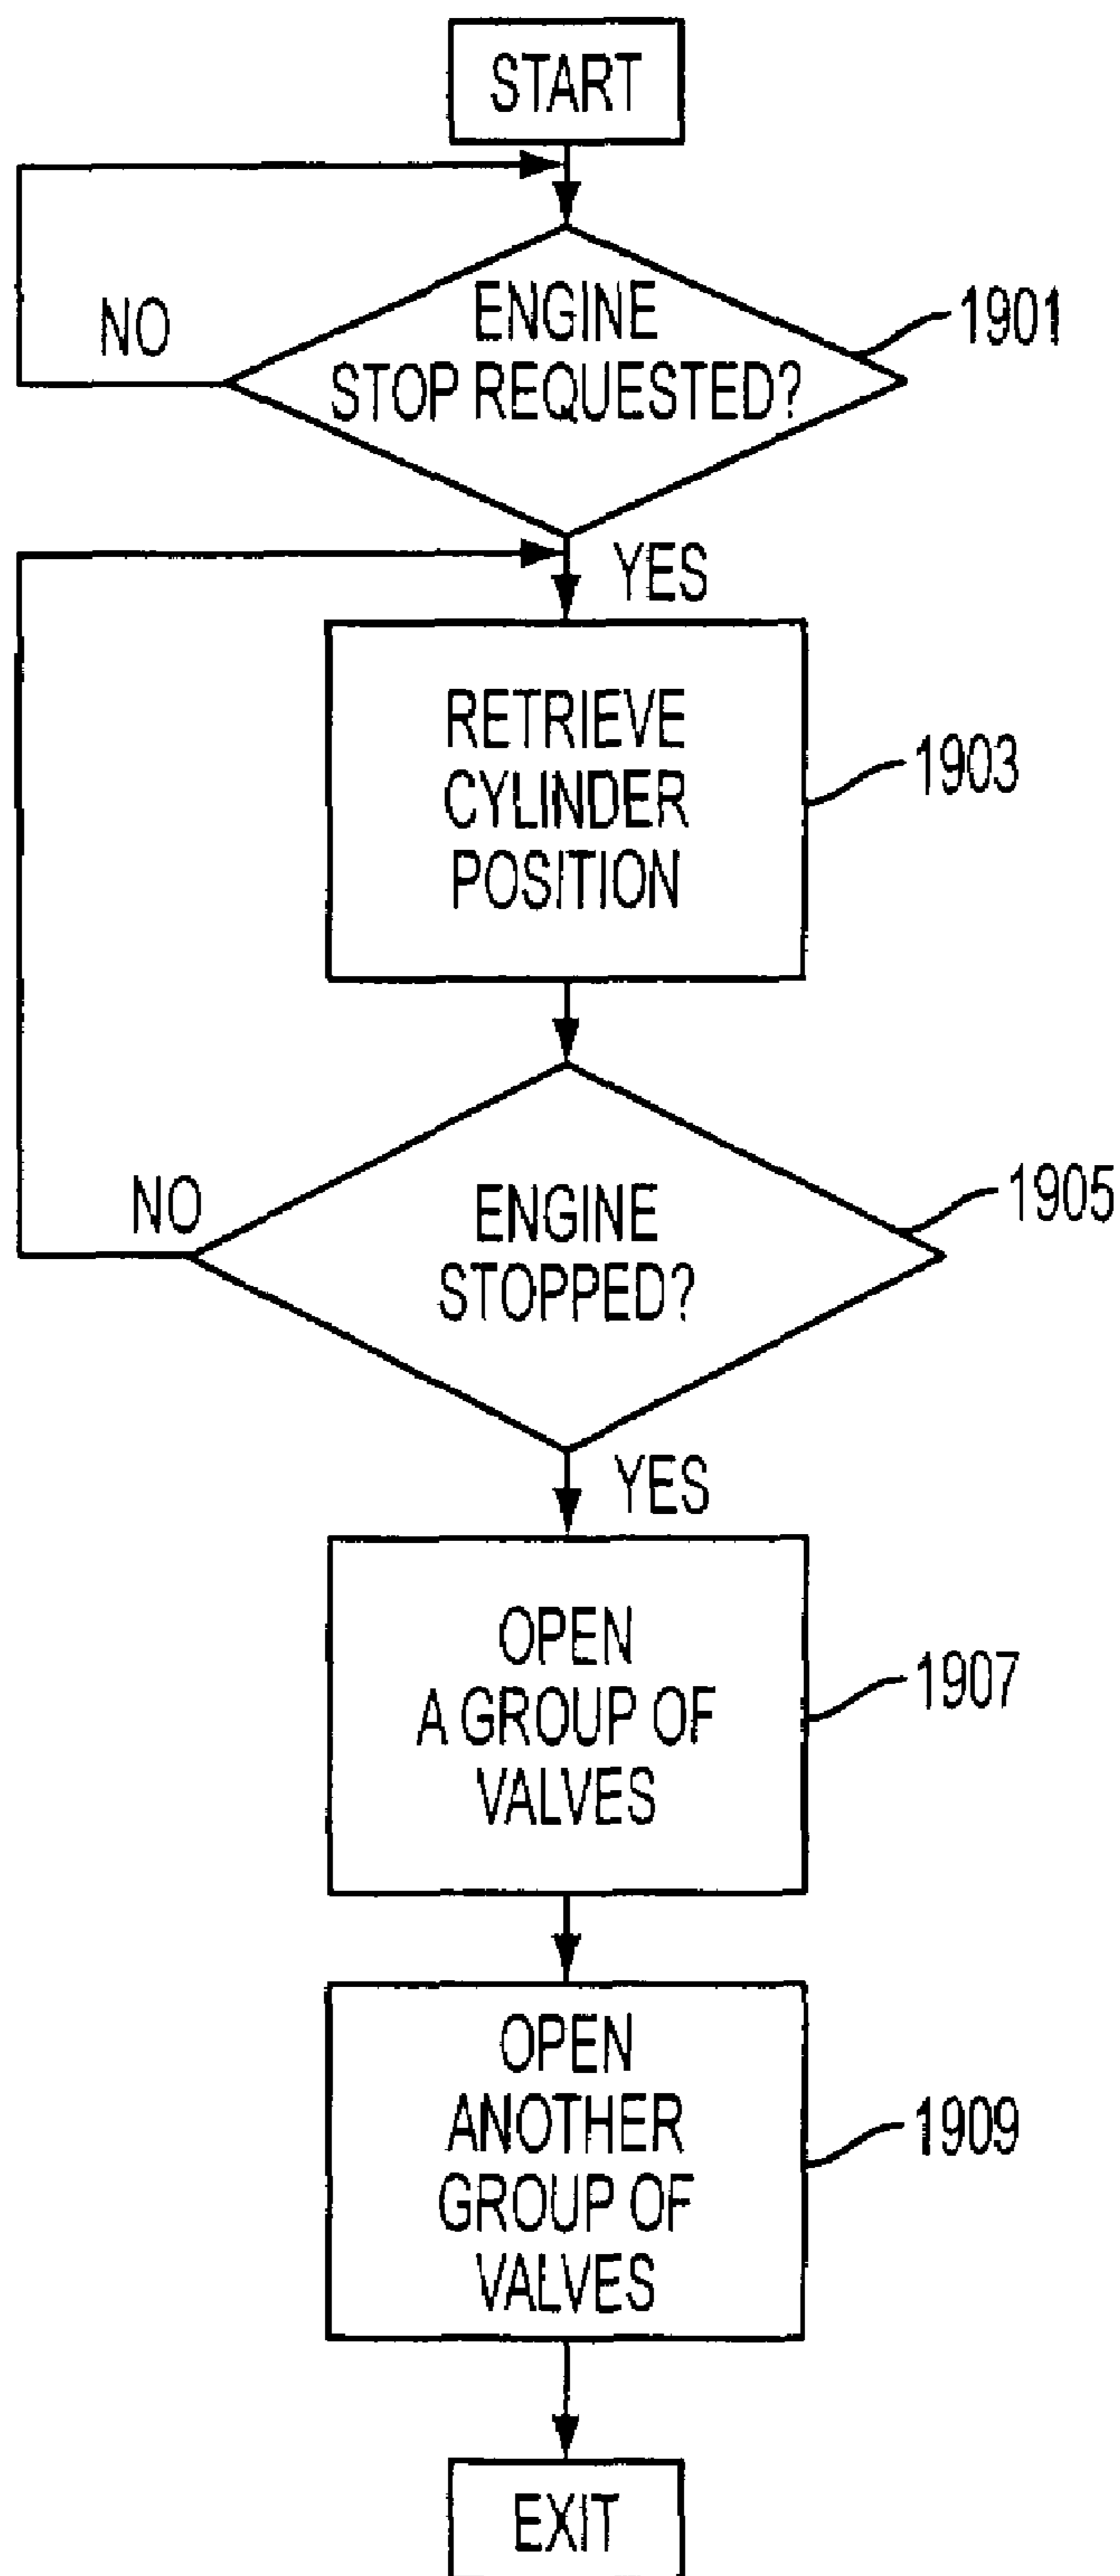 START
NO
ENGINE
STOP REQUESTED?
1901
YES
RETRIEVE
CYLINDER
POSITION
1903
NO
ENGINE
STOPPED?
1905
YES
OPEN
A GROUP OF
VALVES
1907
OPEN
ANOTHER
GROUP OF
VALVES
1909
EXIT